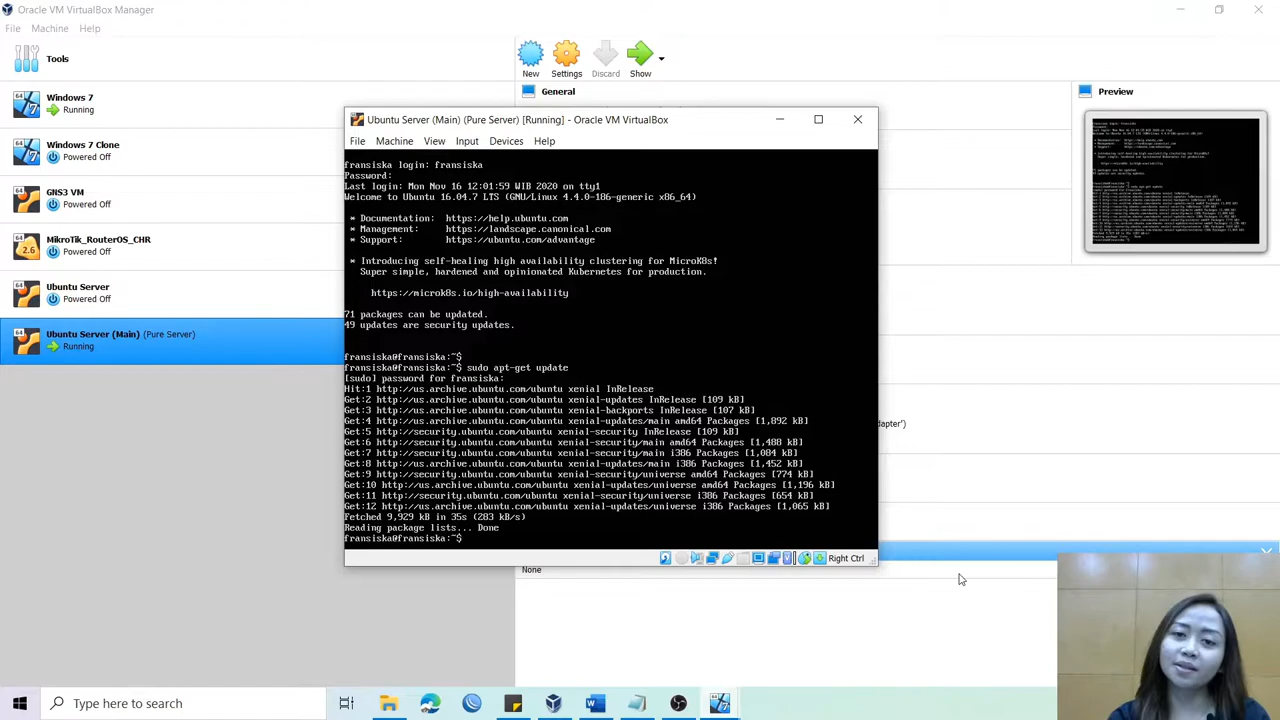 Oracle VM VirtualBox Manager
File Machine Help
Tools
New Settings Discard Show
Windows 7
Running
Windows 7 Clone
Powered Off
GNS3 VM
Powered Off
MikroTik_RouterOS_CHR
Powered Off
Ubuntu Server
Powered Off
Ubuntu Server (Main) (Pure Server)
Running
General
Preview
Ubuntu Server (Main) (Pure Server) [Running] - Oracle VM VirtualBox
File Devices Help
fransiska login: fransiska
Password:
Last login: Mon Nov 16 12:01:59 WIB 2020 on tty1
LTS (GNU/Linux 4.4.0-186-generic x86_64)
* Documentation: https://help.ubuntu.com
* Management: https://landscape.canonical.com
* Support: https://ubuntu.com/advantage
* Introducing self-healing high availability clustering for MicroK8s!
Super simple, hardened and opinionated Kubernetes for production.
https://microk8s.io/high-availability
71 packages can be updated.
49 updates are security updates.
fransiska@fransiska:~$
fransiska@fransiska:~$ sudo apt-get update
[sudo] password for fransiska:
Hit:1 http://us.archive.ubuntu.com/ubuntu xenial InRelease
Get:2 http://us.archive.ubuntu.com/ubuntu xenial-updates InRelease [109 kB]
Get:3 http://us.archive.ubuntu.com/ubuntu xenial-backports InRelease [107 kB]
Get:4 http://us.archive.ubuntu.com/ubuntu xenial-updates/main amd64 Packages [1,892 kB]
Get:5 http://security.ubuntu.com/ubuntu xenial-security InRelease [109 kB]
Get:6 http://security.ubuntu.com/ubuntu xenial-security/main amd64 Packages [1,488 kB]
Get:7 http://security.ubuntu.com/ubuntu xenial-security/main i386 Packages [1,084 kB]
Get:8 http://us.archive.ubuntu.com/ubuntu xenial-updates/main i386 Packages [1,452 kB]
Get:9 http://security.ubuntu.com/ubuntu xenial-security/universe amd64 Packages [774 kB]
Get:10 http://us.archive.ubuntu.com/ubuntu xenial-updates/universe amd64 Packages [1,196 kB]
Get:11 http://security.ubuntu.com/ubuntu xenial-security/universe i386 Packages [654 kB]
Get:12 http://us.archive.ubuntu.com/ubuntu xenial-updates/universe i386 Packages [1,065 kB]
Fetched 9,929 kB in 35s (283 kB/s)
Reading package lists... Done
fransiska@fransiska:~$
Right Ctrl
dapter')
None
Type here to search